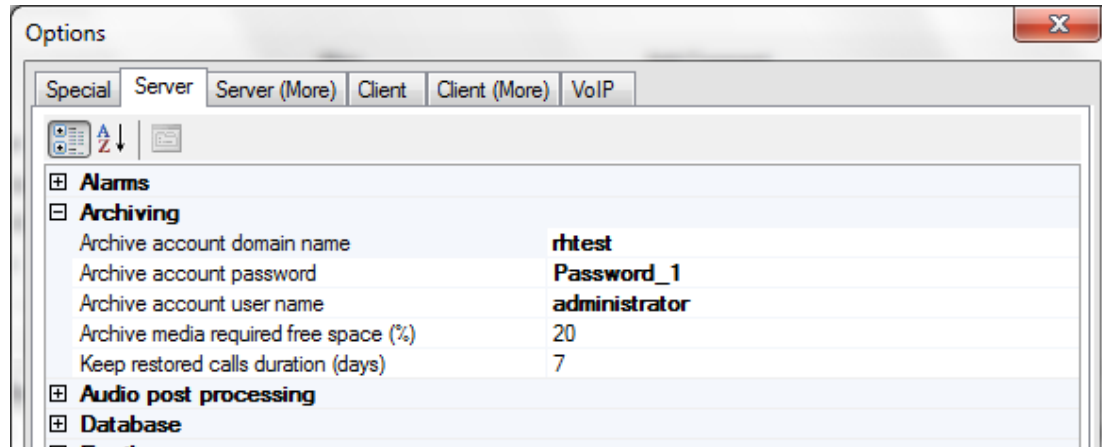 Options
Special Server Server (More) Client Client (More) VoIP
Alarms
Archiving
Archive account domain name rhtest
Archive account password Password_1
Archive account user name administrator
Archive media required free space (%) 20
Keep restored calls duration (days) 7
Audio post processing
Database